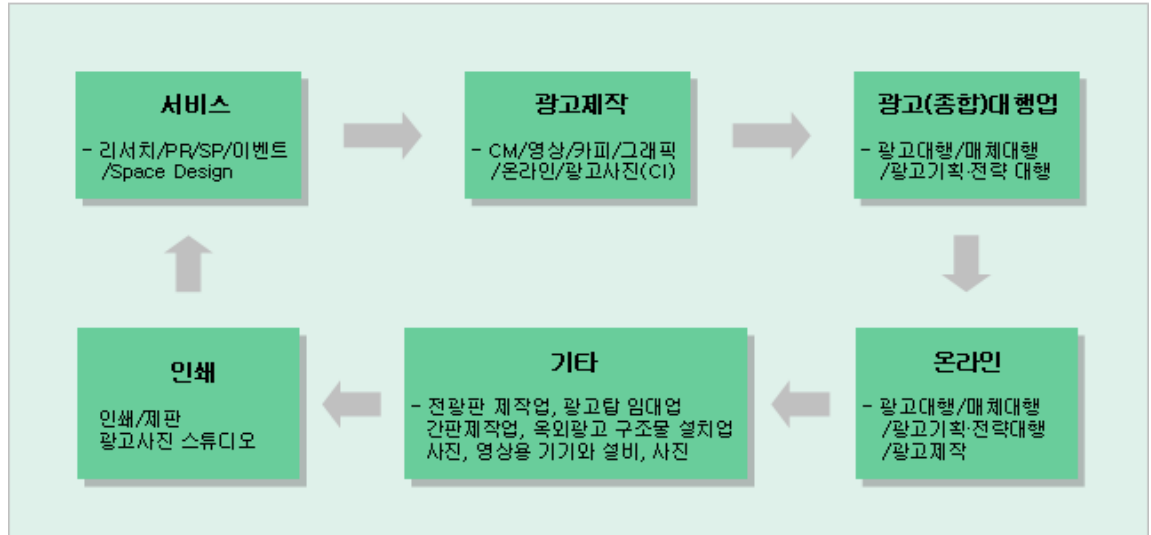 서비스
- 리서치/PR/SP/이벤트
/Space Design
광고제작
- CM/영상/카피/그래픽
/온라인/광고사진(CI)
광고(종합)대행업
- 광고대행/매체대행
/광고기획·전략 대행
온라인
- 광고대행/매체대행
/광고기획·전략대행
/광고제작
기타
- 전광판 제작업, 광고탑 임대업
간판제작업, 옥외광고 구조물 설치업
사진, 영상용 기기와 설비, 사진
인쇄
인쇄/제판
광고사진 스튜디오